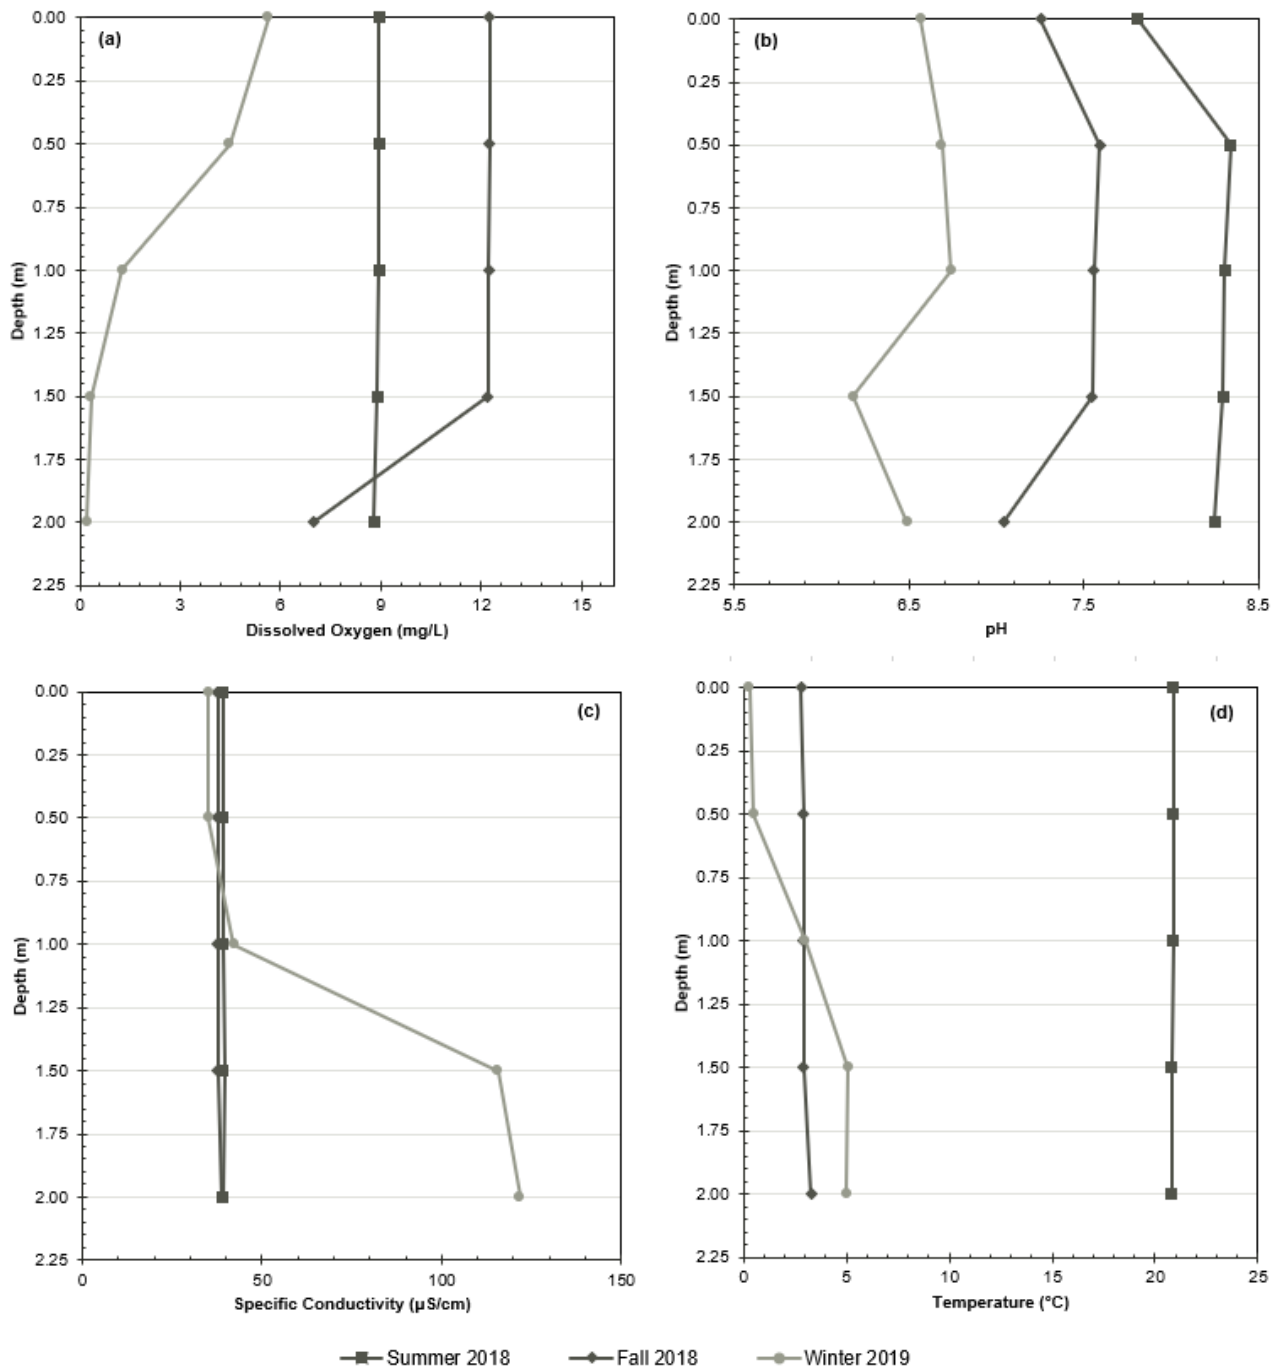 (a)
0.00
0.25
0.50
0.75
1.00
1.25
1.50
1.75
2.00
2.25
Depth (m)
0 3 6 9 12 15
Dissolved Oxygen (mg/L)
(b)
0.00
0.25
0.50
0.75
1.00
1.25
1.50
1.75
2.00
2.25
Depth (m)
5.5 6.5 7.5 8.5
pH
(c)
0.00
0.25
0.50
0.75
1.00
1.25
1.50
1.75
2.00
2.25
Depth (m)
0 50 100 150
Specific Conductivity (µS/cm)
(d)
0.00
0.25
0.50
0.75
1.00
1.25
1.50
1.75
2.00
2.25
Depth (m)
0 5 10 15 20 25
Temperature (°C)
Summer 2018 Fall 2018 Winter 2019